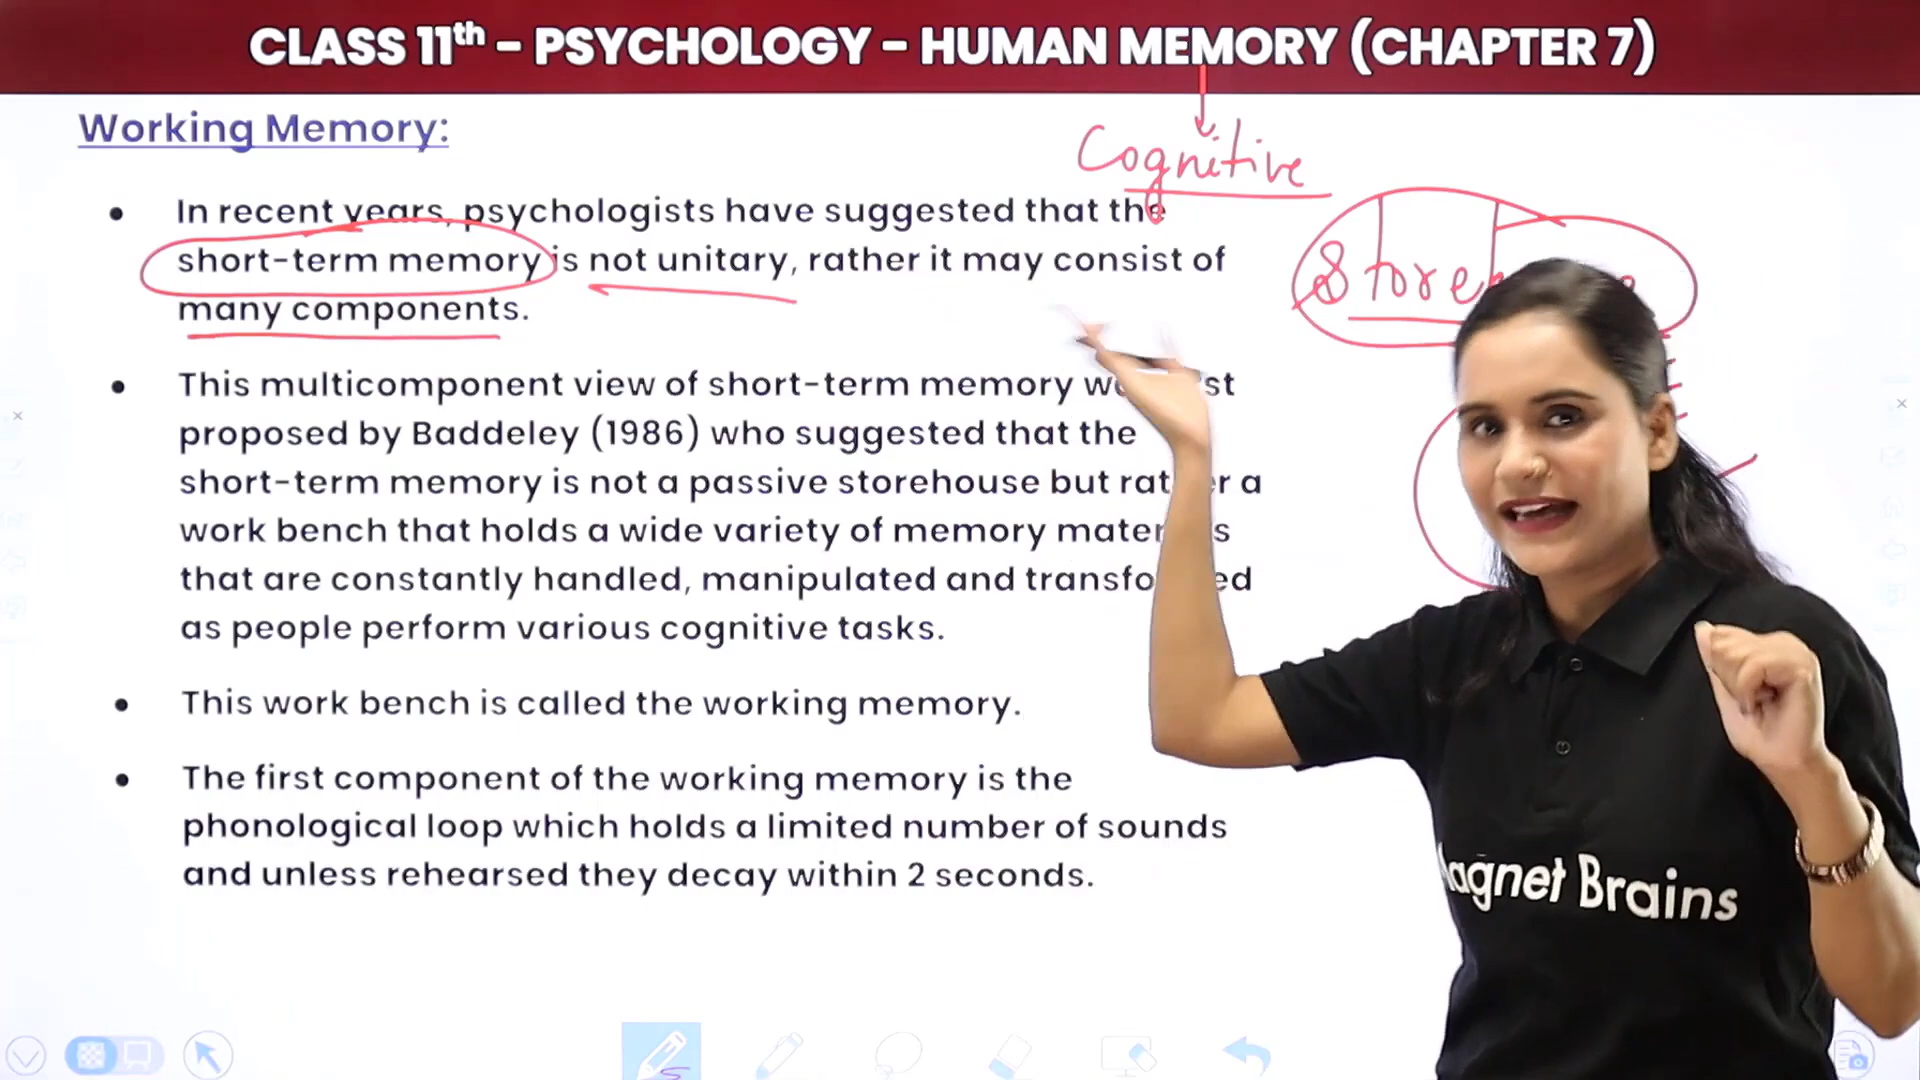 CLASS 11th - PSYCHOLOGY - HUMAN MEMORY (CHAPTER 7)
Working Memory:
Cognitive
• In recent years, psychologists have suggested that the
short-term memory is not unitary, rather it may consist of
many components.
Store
• This multicomponent view of short-term memory
proposed by Baddeley (1986) who suggested that the
short-term memory is not a passive storehouse but rather a
work bench that holds a wide variety of memory materials
that are constantly handled, manipulated and transformed
as people perform various cognitive tasks.
• This work bench is called the working memory.
• The first component of the working memory is the
phonological loop which holds a limited number of sounds
and unless rehearsed they decay within 2 seconds.
Magnet Brains